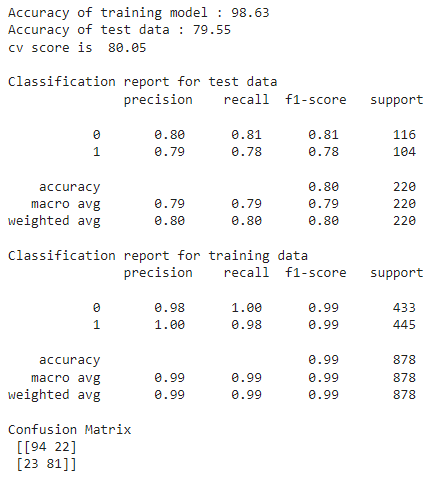 Accuracy of training model : 98.63
Accuracy of test data : 79.55
cv score is  80.05
Classification report for test data
precision recall f1-score support
0 0.80 0.81 0.81 116
1 0.79 0.78 0.78 104
accuracy 0.80 220
macro avg 0.79 0.79 0.79 220
weighted avg 0.80 0.80 0.80 220
Classification report for training data
precision recall f1-score support
0 0.98 1.00 0.99 433
1 1.00 0.98 0.99 445
accuracy 0.99 878
macro avg 0.99 0.99 0.99 878
weighted avg 0.99 0.99 0.99 878
Confusion Matrix
[[94 22]
[23 81]]